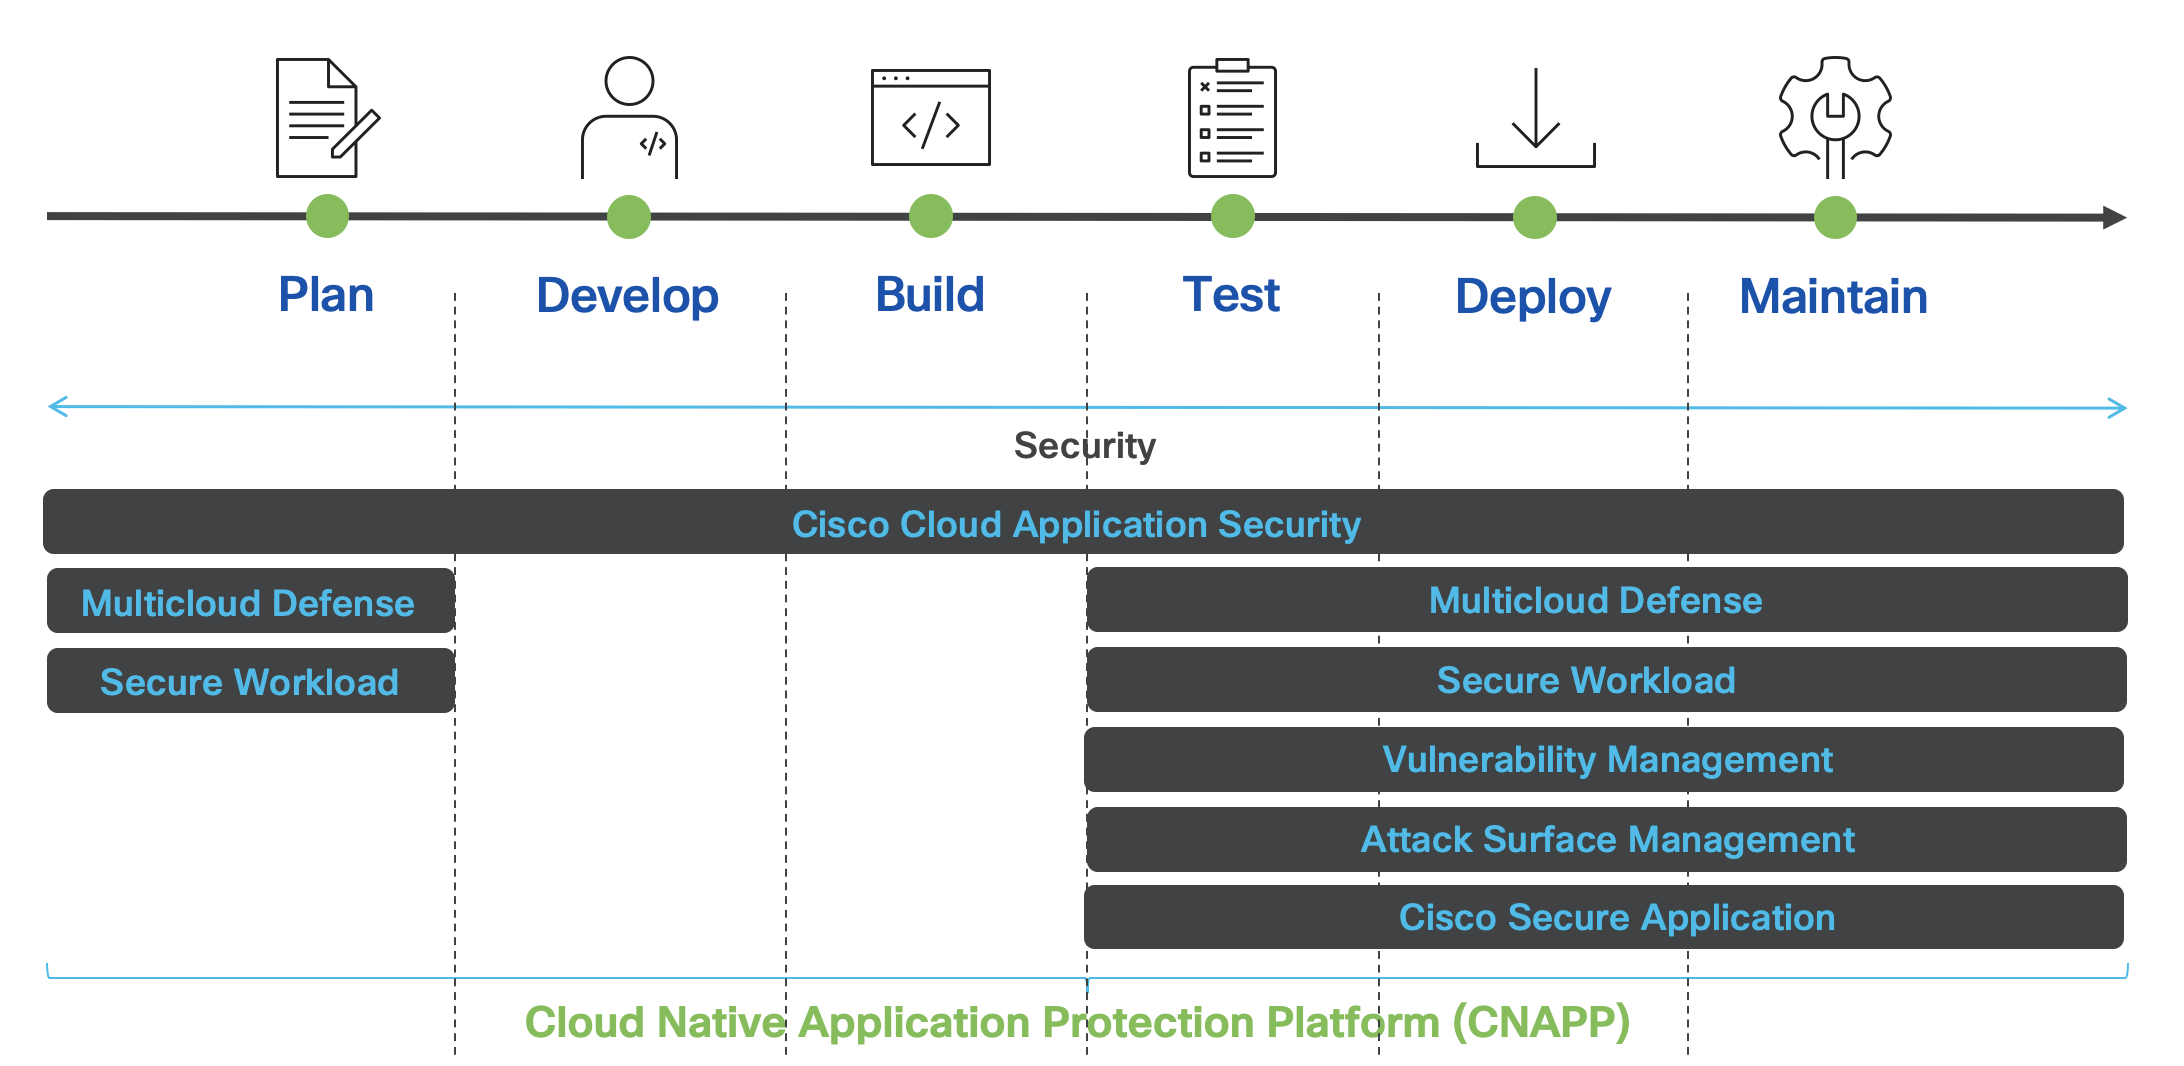 Plan
Develop
Build
Test
Deploy
Maintain
Security
Cisco Cloud Application Security
Multicloud Defense
Multicloud Defense
Secure Workload
Secure Workload
Vulnerability Management
Attack Surface Management
Cisco Secure Application
Cloud Native Application Protection Platform (CNAPP)